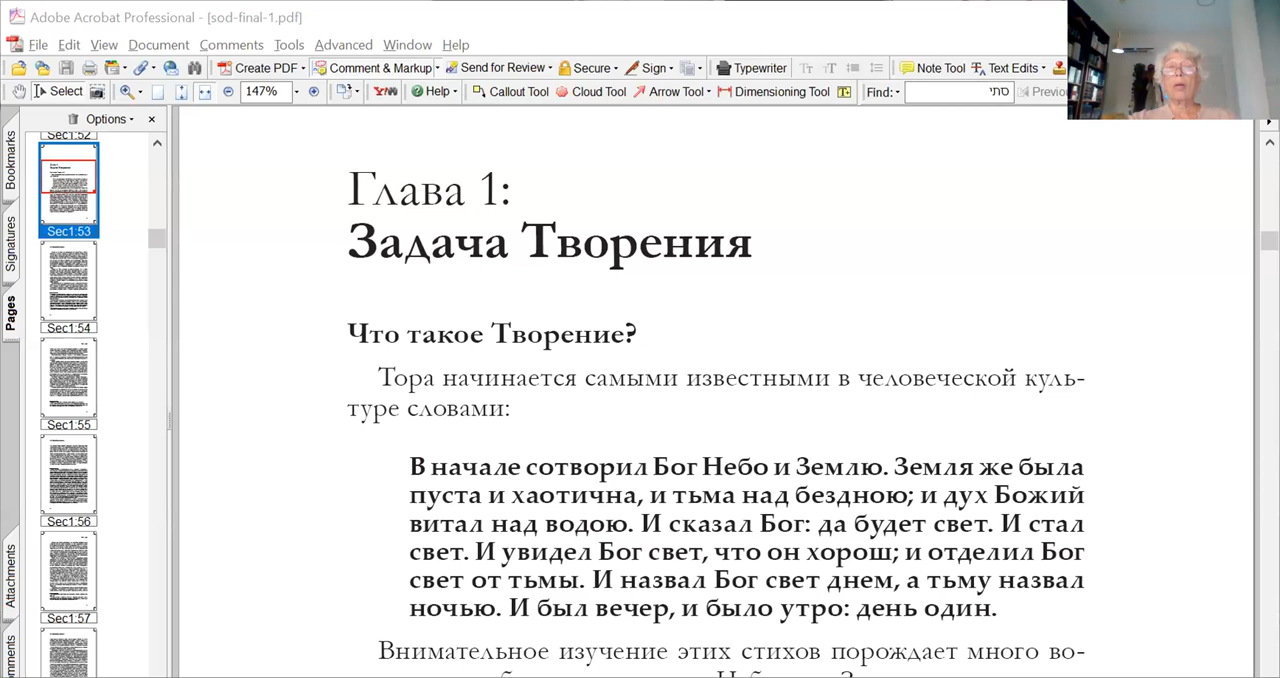 Adobe Acrobat Professional - [sod-final-1.pdf]
File Edit View Document Comments Tools Advanced Window Help
Create PDF Comment & Markup Send for Review Secure Sign Typewriter Note Tool Text Edits
Select 147% Help Callout Tool Cloud Tool Arrow Tool Dimensioning Tool Find: סתי Previou
Options
Bookmarks
Signatures
Pages
Attachments
Sec1:52
Sec1:53
Sec1:54
Sec1:55
Sec1:56
Sec1:57
Глава 1:
Задача Творения
Что такое Творение?
Тора начинается самыми известными в человеческой куль-
туре словами:
В начале сотворил Бог Небо и Землю. Земля же была
пуста и хаотична, и тьма над бездною; и дух Божий
витал над водою. И сказал Бог: да будет свет. И стал
свет. И увидел Бог свет, что он хорош; и отделил Бог
свет от тьмы. И назвал Бог свет днем, а тьму назвал
ночью. И был вечер, и было утро: день один.
Внимательное изучение этих стихов порождает много во-